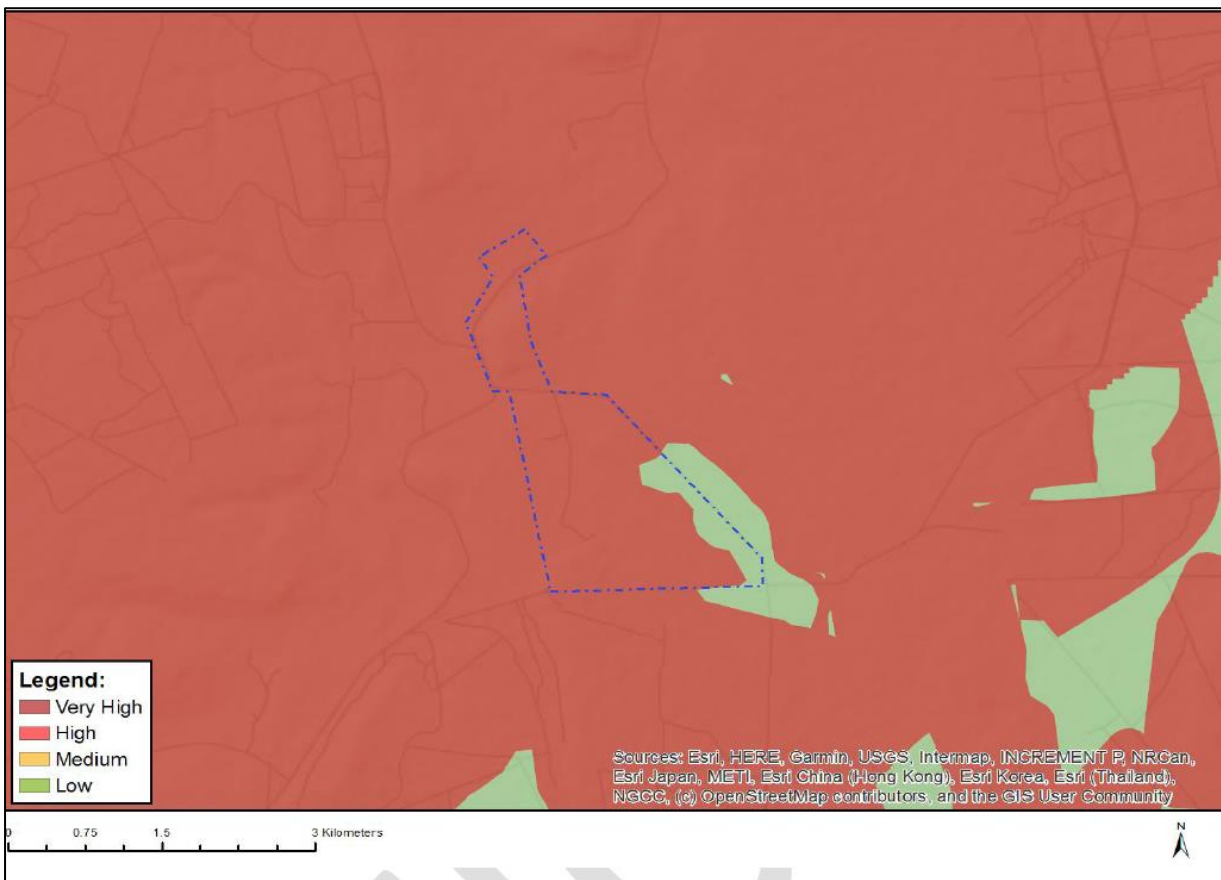 Legend:
Very High
High
Medium
Low
Sources: Esri, HERE, Garmin, USGS, Intermap, INCREMENT P, NRCan,
Esri Japan, METI, Esri China (Hong Kong), Esri Korea, Esri (Thailand),
NGCC, (c) OpenStreetMap contributors, and the GIS User Community
0 0.75 1.5 3 Kilometers
N